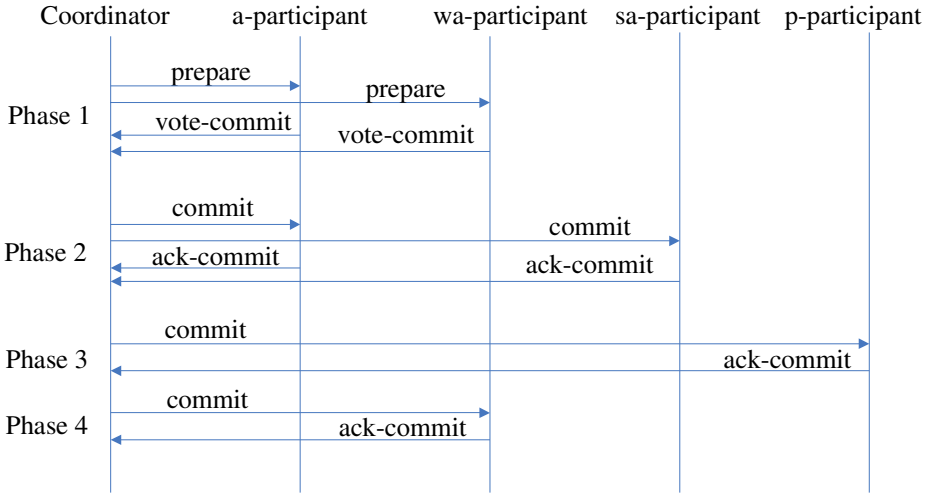 Coordinator a-participant wa-participant sa-participant p-participant
prepare
prepare
Phase 1
vote-commit
vote-commit
commit
commit
Phase 2
ack-commit
ack-commit
commit
Phase 3
ack-commit
commit
Phase 4
ack-commit